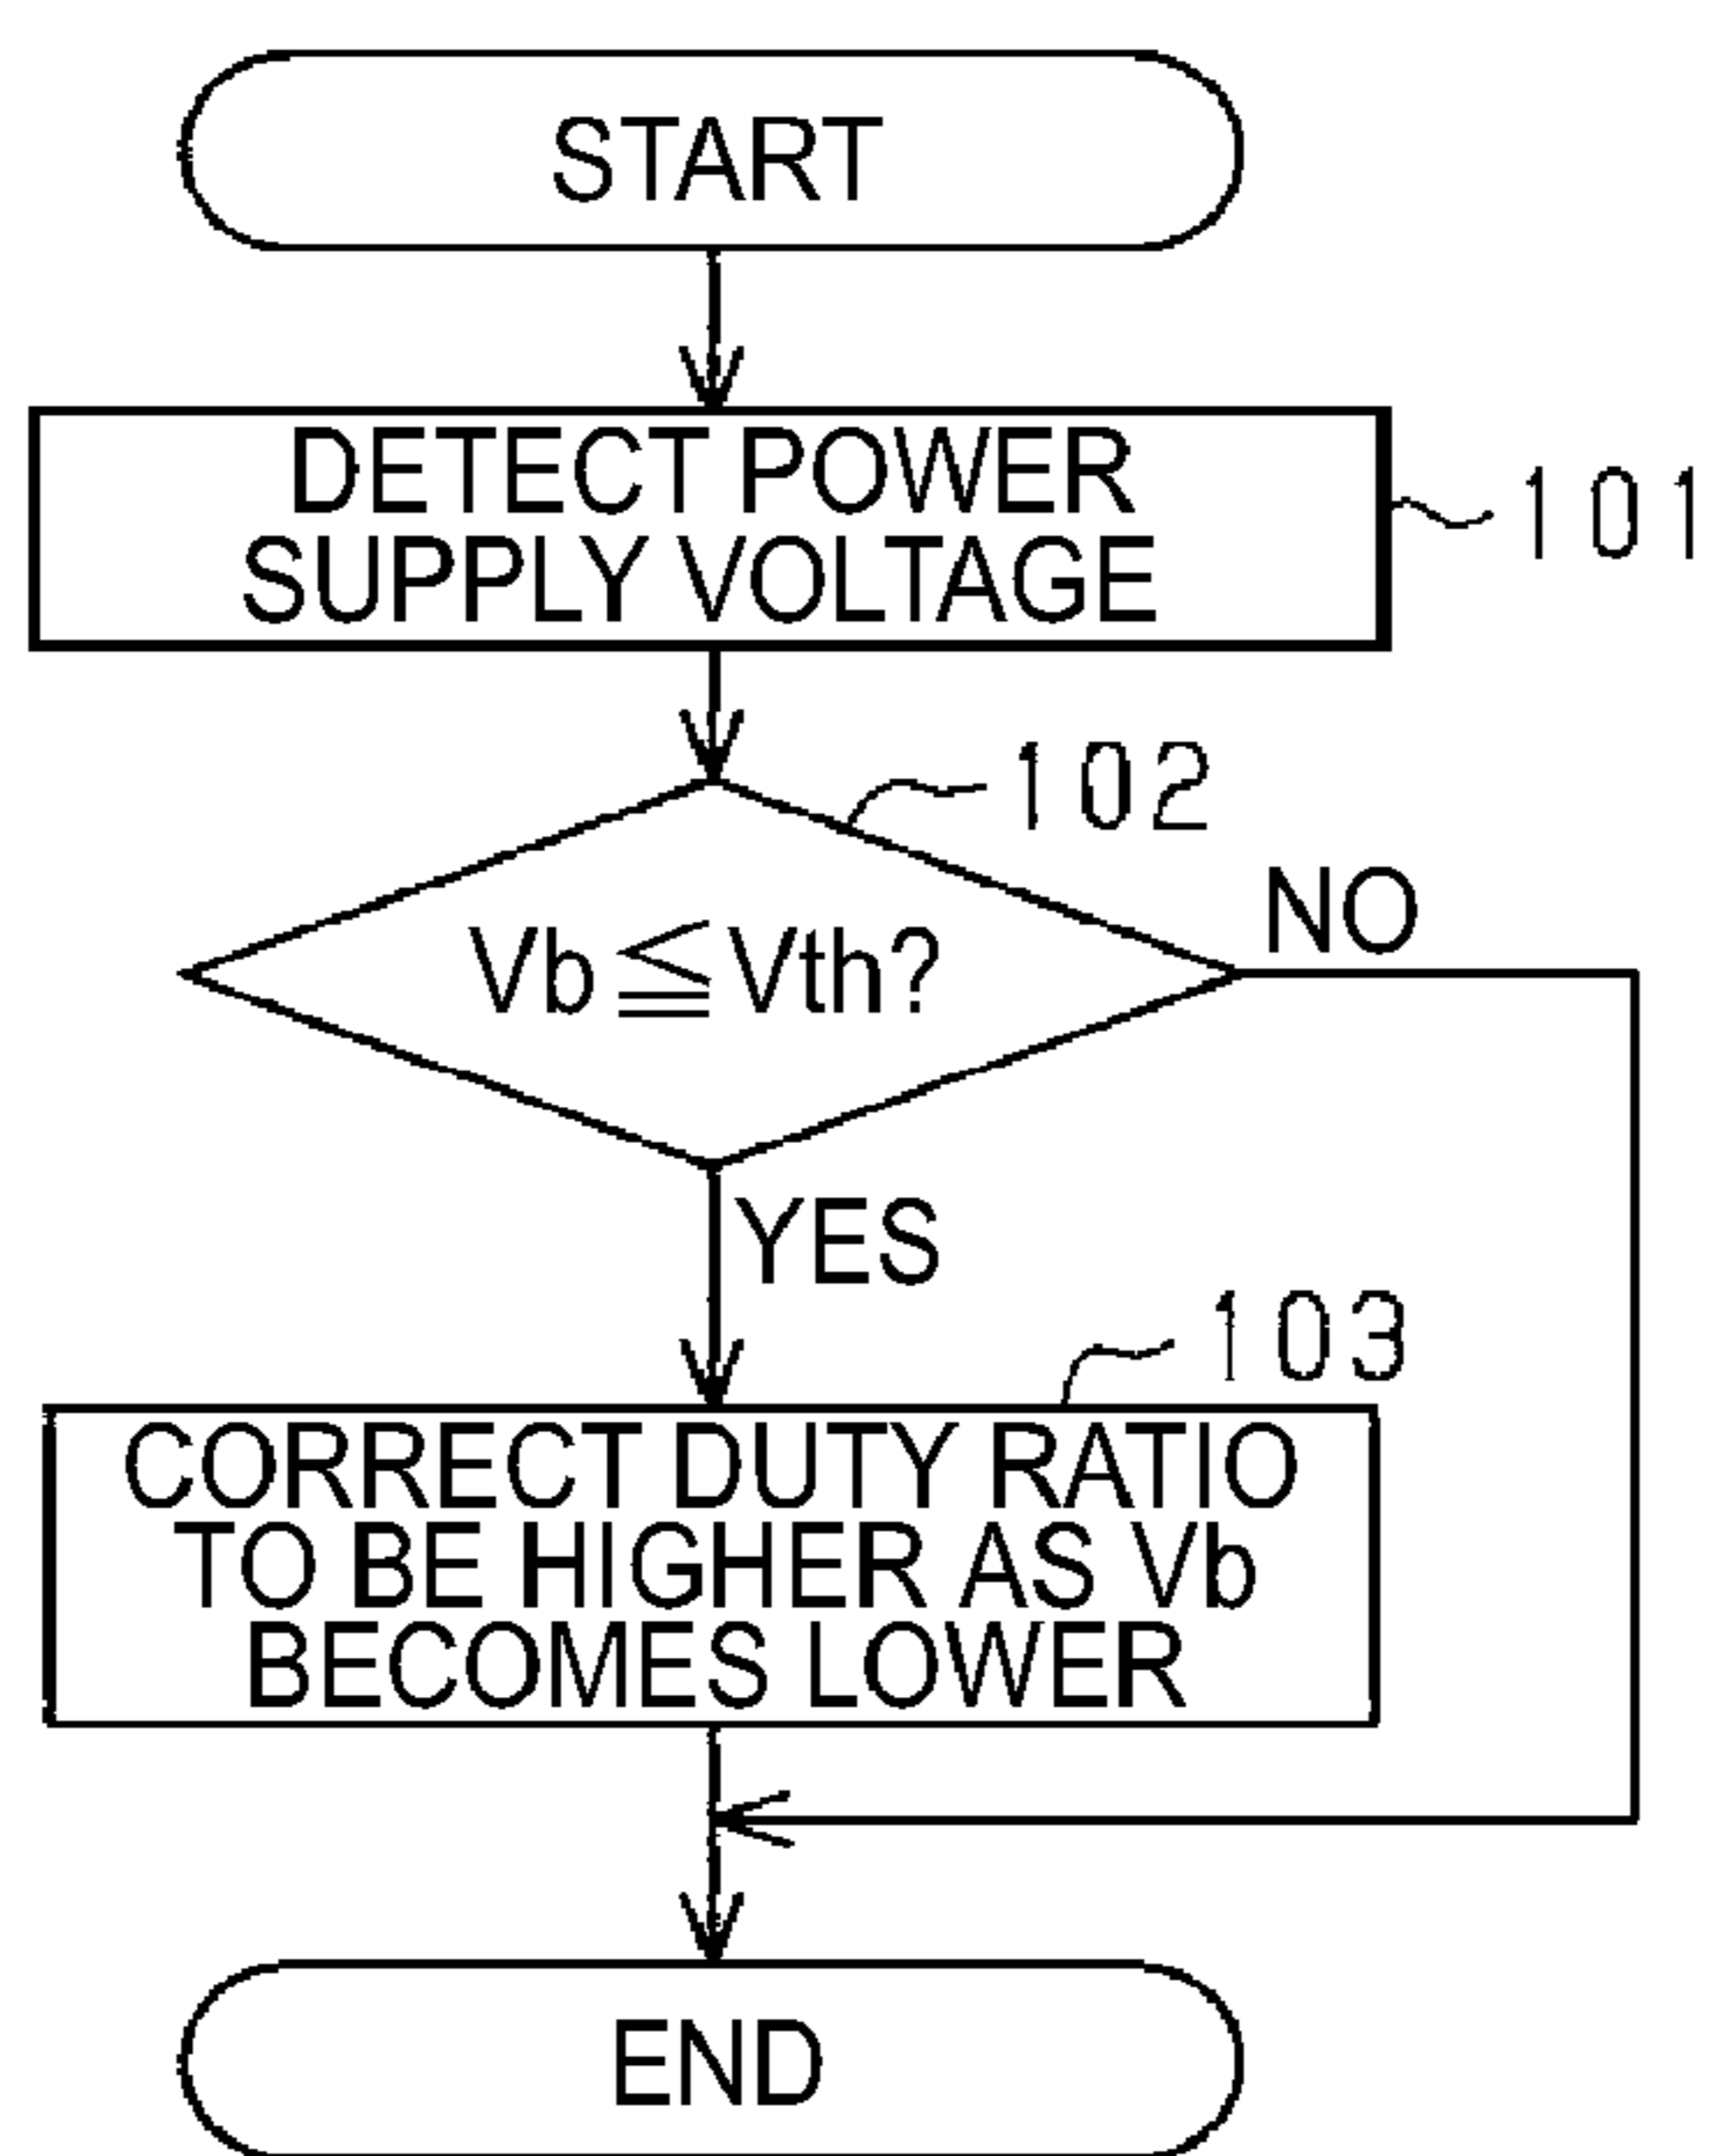 START
DETECT POWER
SUPPLY VOLTAGE
101
102
NO
Vb≦Vth?
YES
103
CORRECT DUTY RATIO
TO BE HIGHER AS Vb
BECOMES LOWER
END